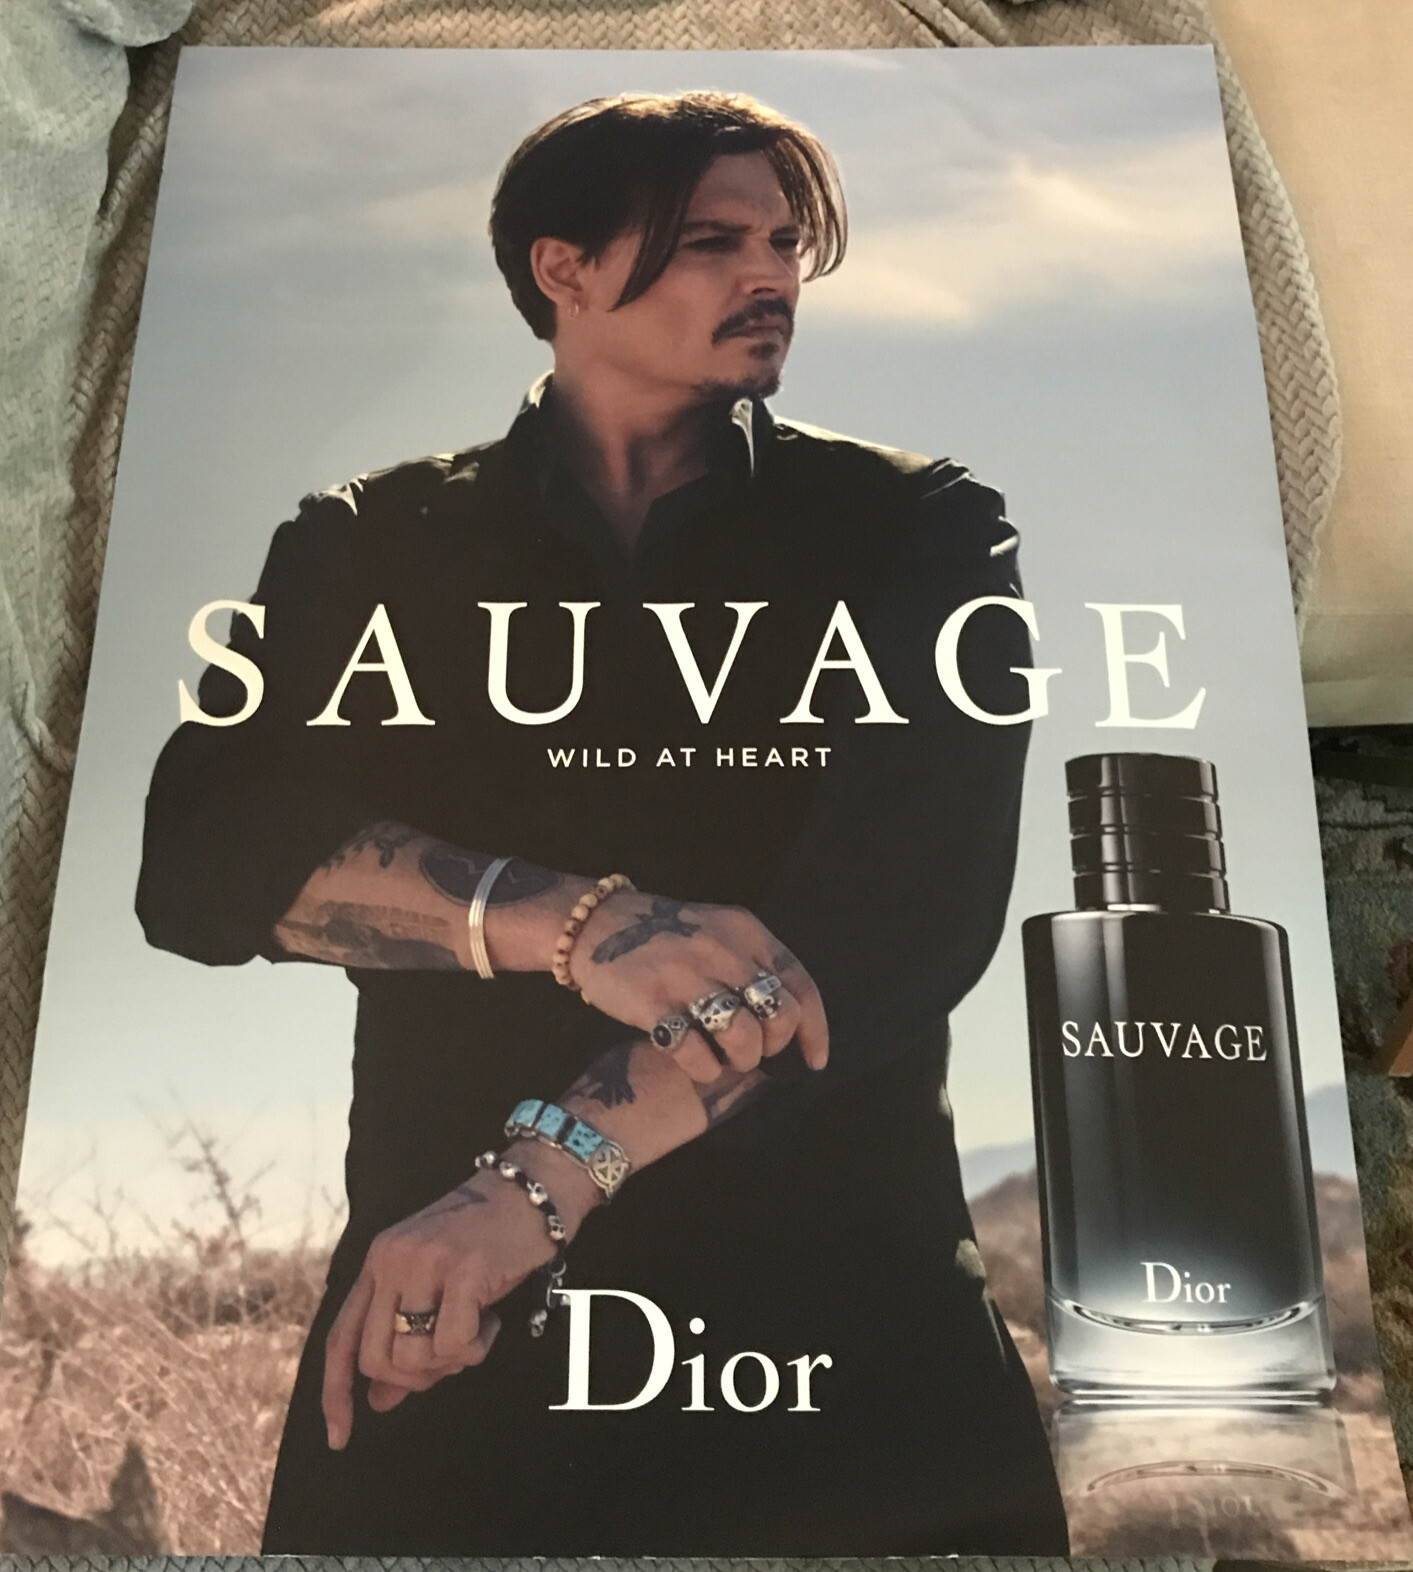 SAUVAGE
WILD AT HEART
SAUVAGE
Dior
Dior